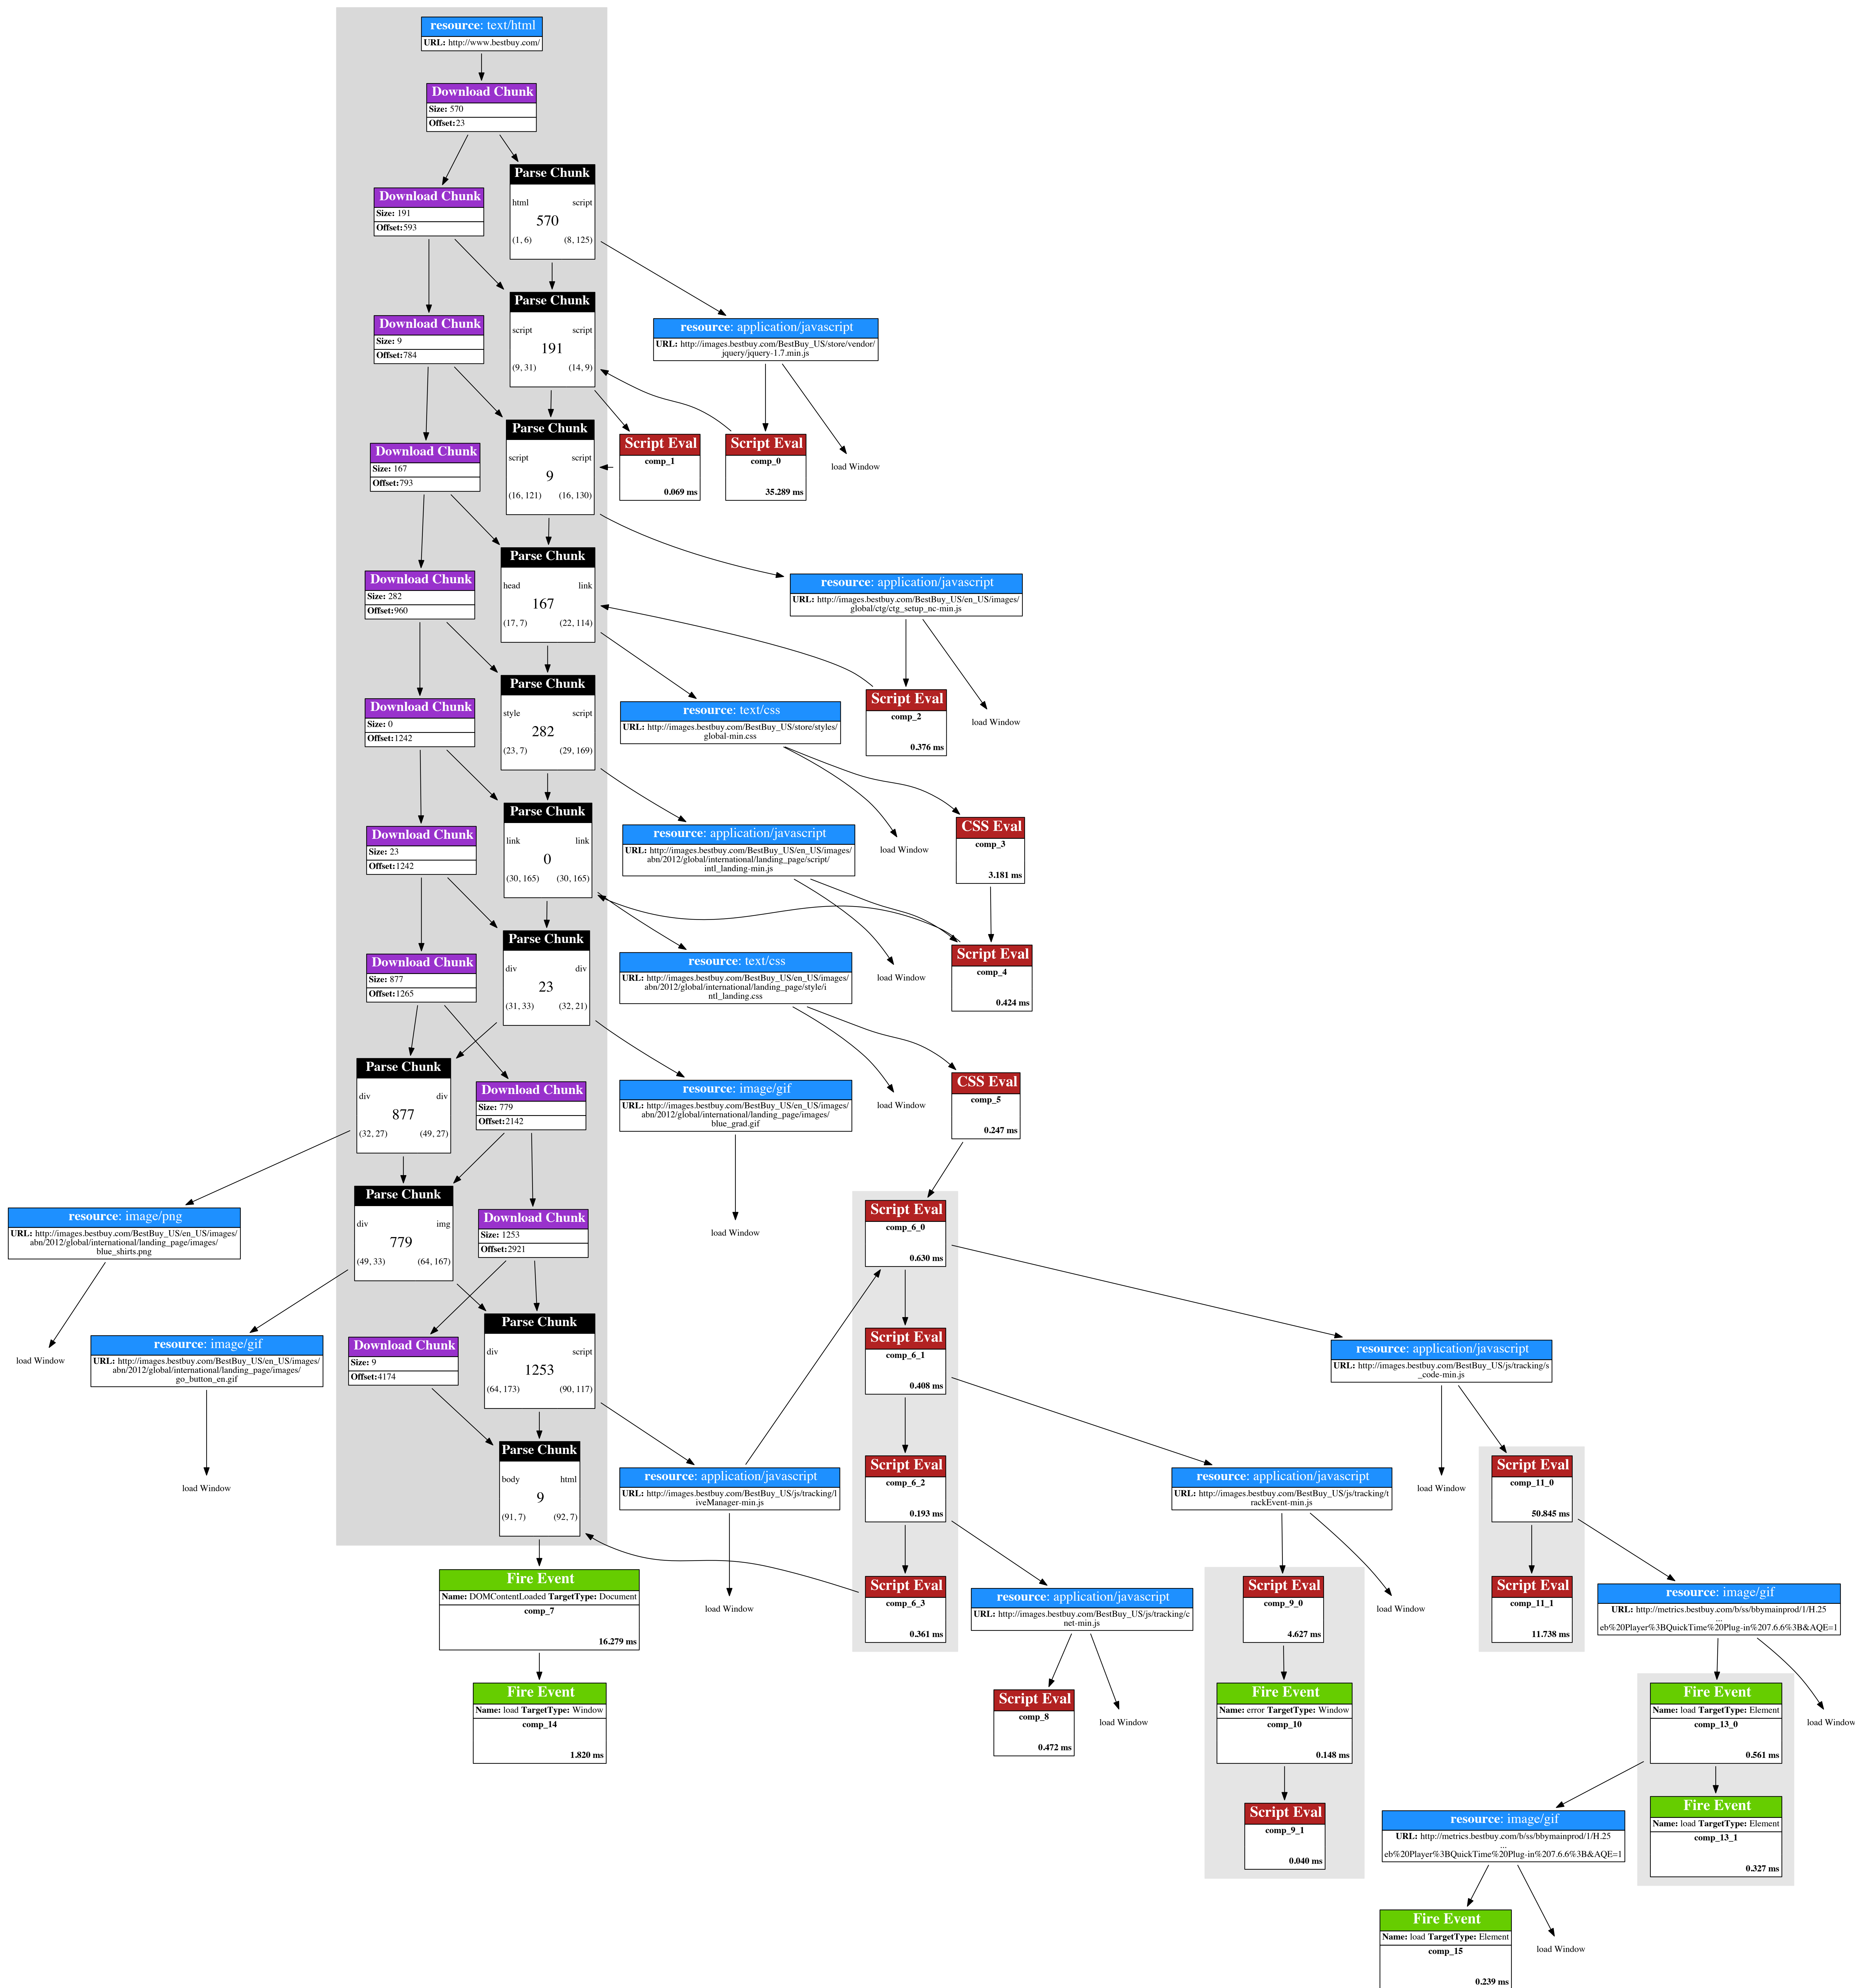 resource: text/html
URL: http://www.bestbuy.com/
Download Chunk
Size: 570
Offset:23
Parse Chunk
html script
570
(1, 6) (8, 125)
Download Chunk
Size: 191
Offset:593
Parse Chunk
script script
191
(9, 31) (14, 9)
Download Chunk
Size: 9
Offset:784
resource: application/javascript
URL: http://images.bestbuy.com/BestBuy_US/store/vendor/
jquery/jquery-1.7.min.js
Parse Chunk
script script
9
(16, 121) (16, 130)
Script Eval
comp_1
0.069 ms
Script Eval
comp_0
35.289 ms
load Window
Download Chunk
Size: 167
Offset:793
Parse Chunk
head link
167
(17, 7) (22, 114)
Download Chunk
Size: 282
Offset:960
resource: application/javascript
URL: http://images.bestbuy.com/BestBuy_US/en_US/images/
global/ctg/ctg_setup_nc-min.js
Parse Chunk
style script
282
(23, 7) (29, 169)
Download Chunk
Size: 0
Offset:1242
resource: text/css
URL: http://images.bestbuy.com/BestBuy_US/store/styles/
global-min.css
Script Eval
comp_2
0.376 ms
load Window
Parse Chunk
link link
0
(30, 165) (30, 165)
Download Chunk
Size: 23
Offset:1242
resource: application/javascript
URL: http://images.bestbuy.com/BestBuy_US/en_US/images/
abn/2012/global/international/landing_page/script/
intl_landing-min.js
load Window
CSS Eval
comp_3
3.181 ms
Parse Chunk
div div
23
(31, 33) (32, 21)
Download Chunk
Size: 877
Offset:1265
resource: text/css
URL: http://images.bestbuy.com/BestBuy_US/en_US/images/
abn/2012/global/international/landing_page/style/i
ntl_landing.css
load Window
Script Eval
comp_4
0.424 ms
Parse Chunk
div div
877
(32, 27) (49, 27)
Download Chunk
Size: 779
Offset:2142
resource: image/gif
URL: http://images.bestbuy.com/BestBuy_US/en_US/images/
abn/2012/global/international/landing_page/images/
blue_grad.gif
load Window
CSS Eval
comp_5
0.247 ms
resource: image/png
URL: http://images.bestbuy.com/BestBuy_US/en_US/images/
abn/2012/global/international/landing_page/images/
blue_shirts.png
Parse Chunk
div img
779
(49, 33) (64, 167)
Download Chunk
Size: 1253
Offset:2921
load Window
Script Eval
comp_6_0
0.630 ms
load Window
resource: image/gif
URL: http://images.bestbuy.com/BestBuy_US/en_US/images/
abn/2012/global/international/landing_page/images/
go_button_en.gif
Download Chunk
Size: 9
Offset:4174
Parse Chunk
div script
1253
(64, 173) (90, 117)
Script Eval
comp_6_1
0.408 ms
resource: application/javascript
URL: http://images.bestbuy.com/BestBuy_US/js/tracking/s
_code-min.js
load Window
Parse Chunk
body html
9
(91, 7) (92, 7)
resource: application/javascript
URL: http://images.bestbuy.com/BestBuy_US/js/tracking/l
iveManager-min.js
Script Eval
comp_6_2
0.193 ms
resource: application/javascript
URL: http://images.bestbuy.com/BestBuy_US/js/tracking/t
rackEvent-min.js
load Window
Script Eval
comp_11_0
50.845 ms
Fire Event
Name: DOMContentLoaded TargetType: Document
comp_7
16.279 ms
load Window
Script Eval
comp_6_3
0.361 ms
resource: application/javascript
URL: http://images.bestbuy.com/BestBuy_US/js/tracking/c
net-min.js
Script Eval
comp_9_0
4.627 ms
load Window
Script Eval
comp_11_1
11.738 ms
resource: image/gif
URL: http://metrics.bestbuy.com/b/ss/bbymainprod/1/H.25
...
eb%20Player%3BQuickTime%20Plug-in%207.6.6%3B&AQE=1
Fire Event
Name: load TargetType: Window
comp_14
1.820 ms
Script Eval
comp_8
0.472 ms
load Window
Fire Event
Name: error TargetType: Window
comp_10
0.148 ms
Fire Event
Name: load TargetType: Element
comp_13_0
0.561 ms
load Window
Script Eval
comp_9_1
0.040 ms
resource: image/gif
URL: http://metrics.bestbuy.com/b/ss/bbymainprod/1/H.25
...
eb%20Player%3BQuickTime%20Plug-in%207.6.6%3B&AQE=1
Fire Event
Name: load TargetType: Element
comp_13_1
0.327 ms
Fire Event
Name: load TargetType: Element
comp_15
0.239 ms
load Window